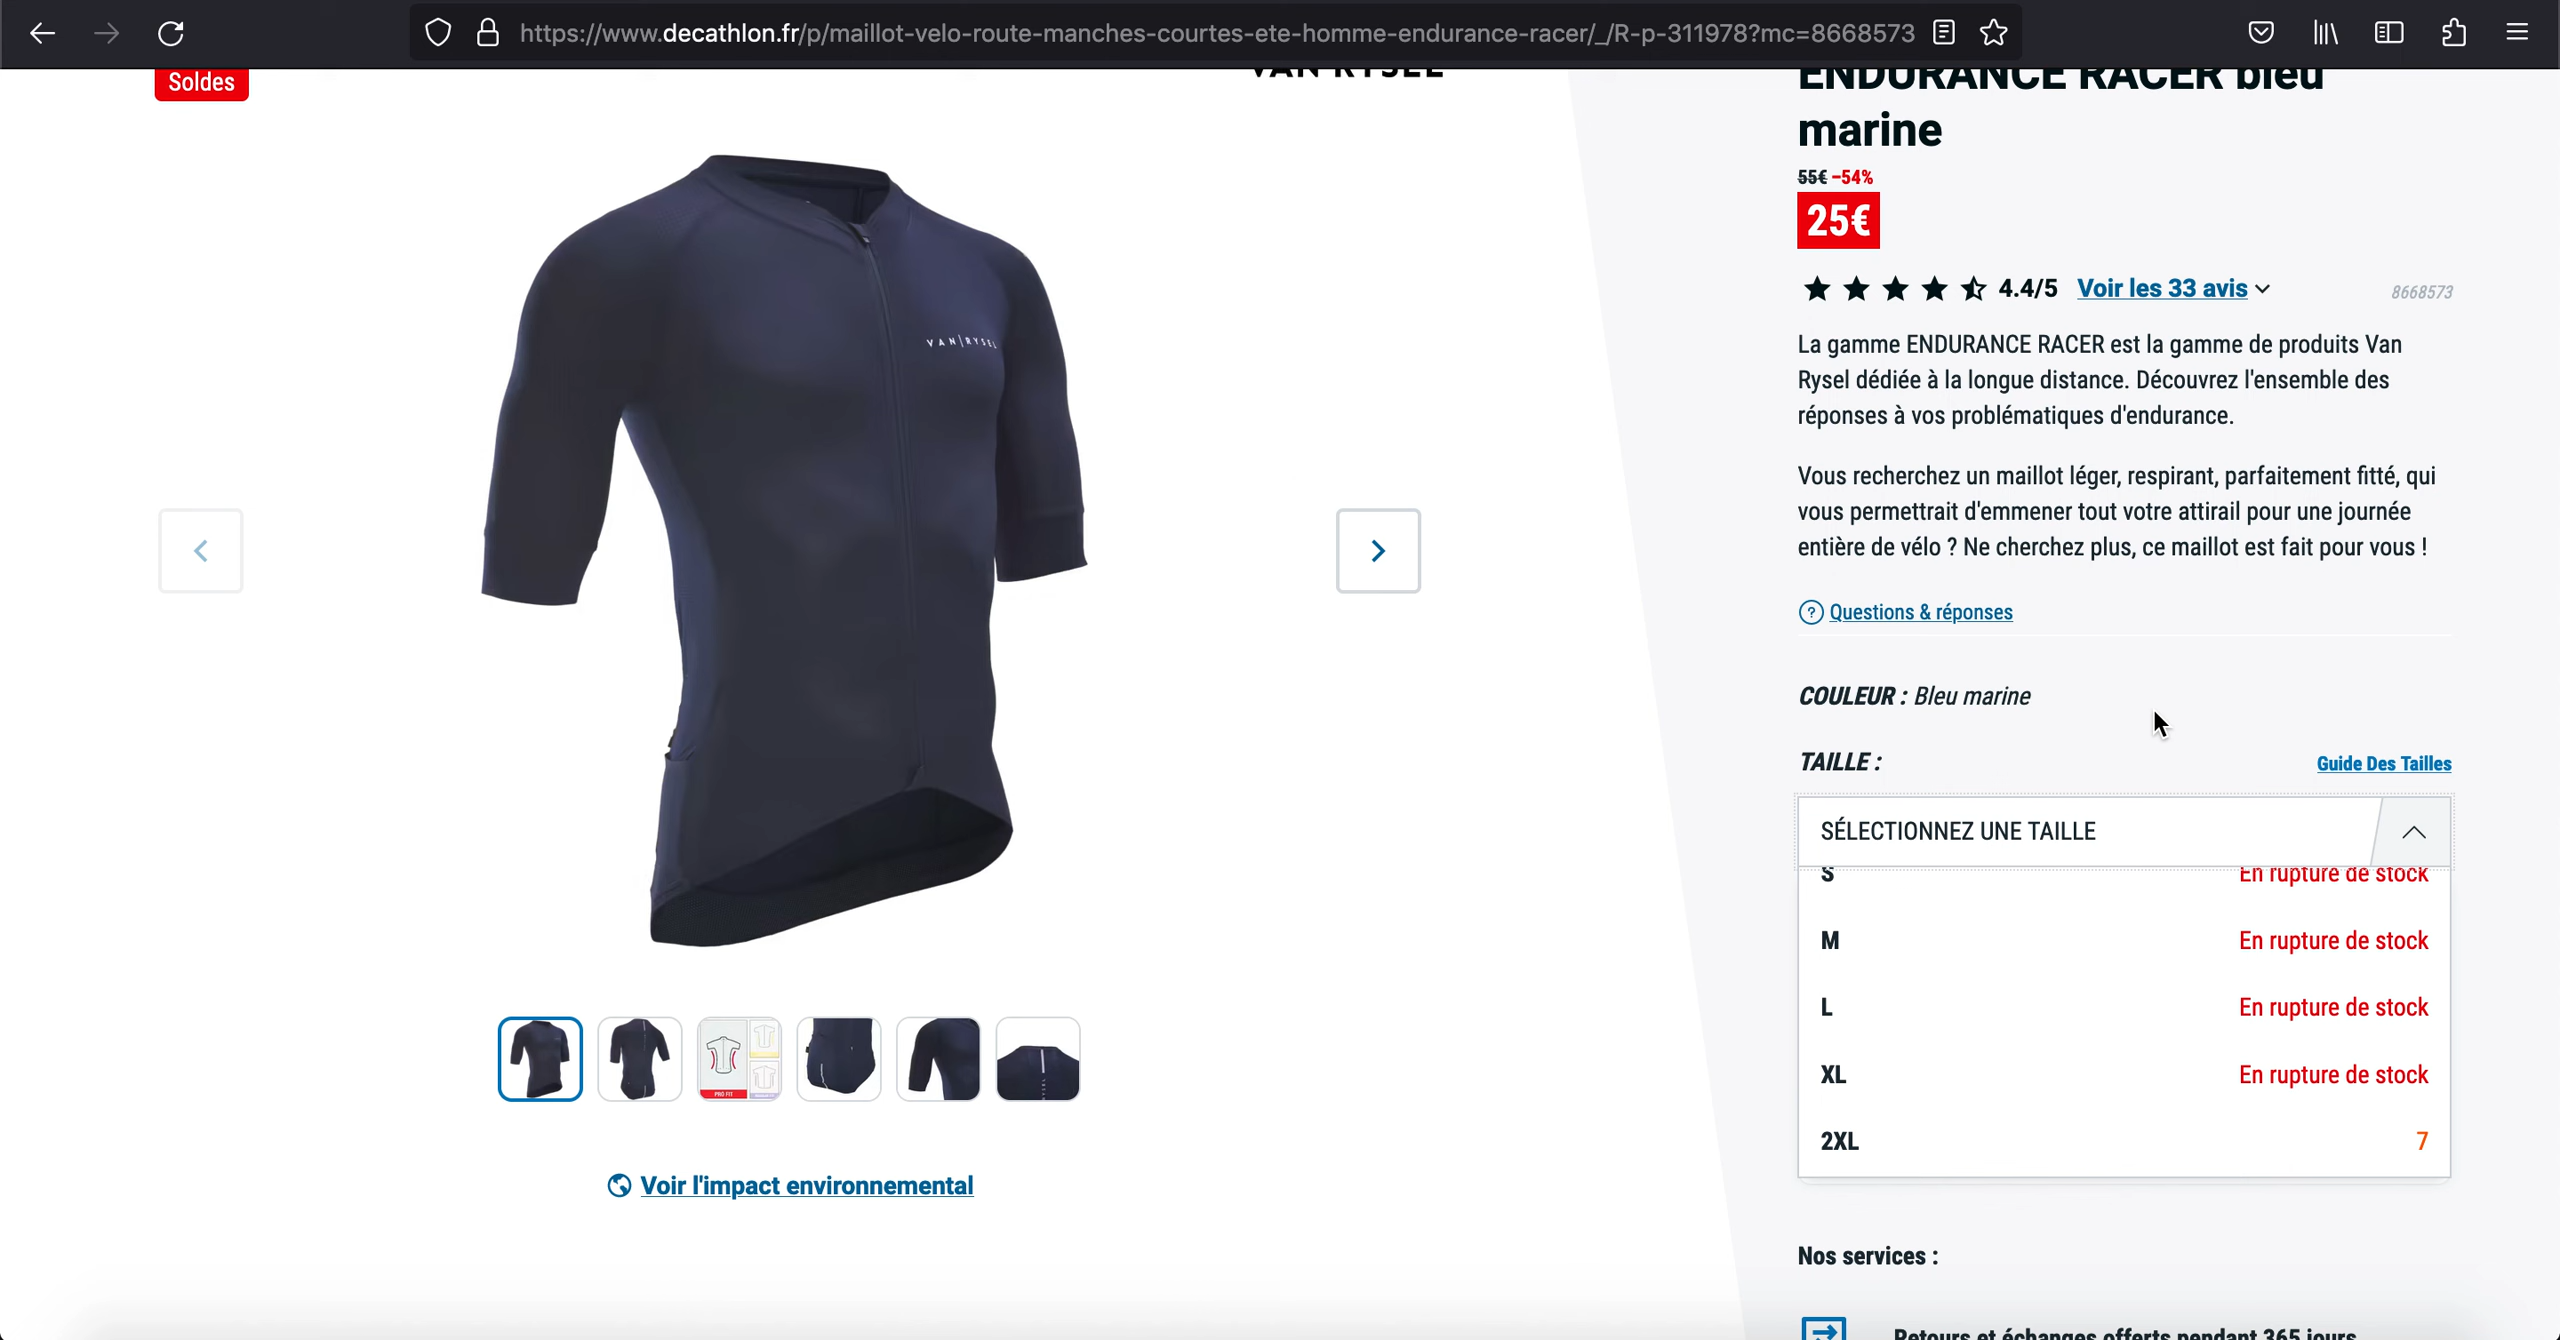 https://www.decathlon.fr/p/maillot-velo-route-manches-courtes-ete-homme-endurance-racer/_/R-p-311978?mc=8668573
Soldes
VAN RYSEL
ENDURANCE RACER bleu
marine
55€ -54%
25€
4.4/5 Voir les 33 avis
8668573
La gamme ENDURANCE RACER est la gamme de produits Van
Rysel dédiée à la longue distance. Découvrez l'ensemble des
réponses à vos problématiques d'endurance.
Vous recherchez un maillot léger, respirant, parfaitement fitté, qui
vous permettrait d'emmener tout votre attirail pour une journée
entière de vélo ? Ne cherchez plus, ce maillot est fait pour vous !
? Questions & réponses
COULEUR : Bleu marine
TAILLE :
Guide Des Tailles
SÉLECTIONNEZ UNE TAILLE
S En rupture de stock
M En rupture de stock
L En rupture de stock
XL En rupture de stock
2XL 7
Nos services :
Retours et échanges offerts pendant 365 jours
VAN|RYSEL
PRO FIT
Voir l'impact environnemental